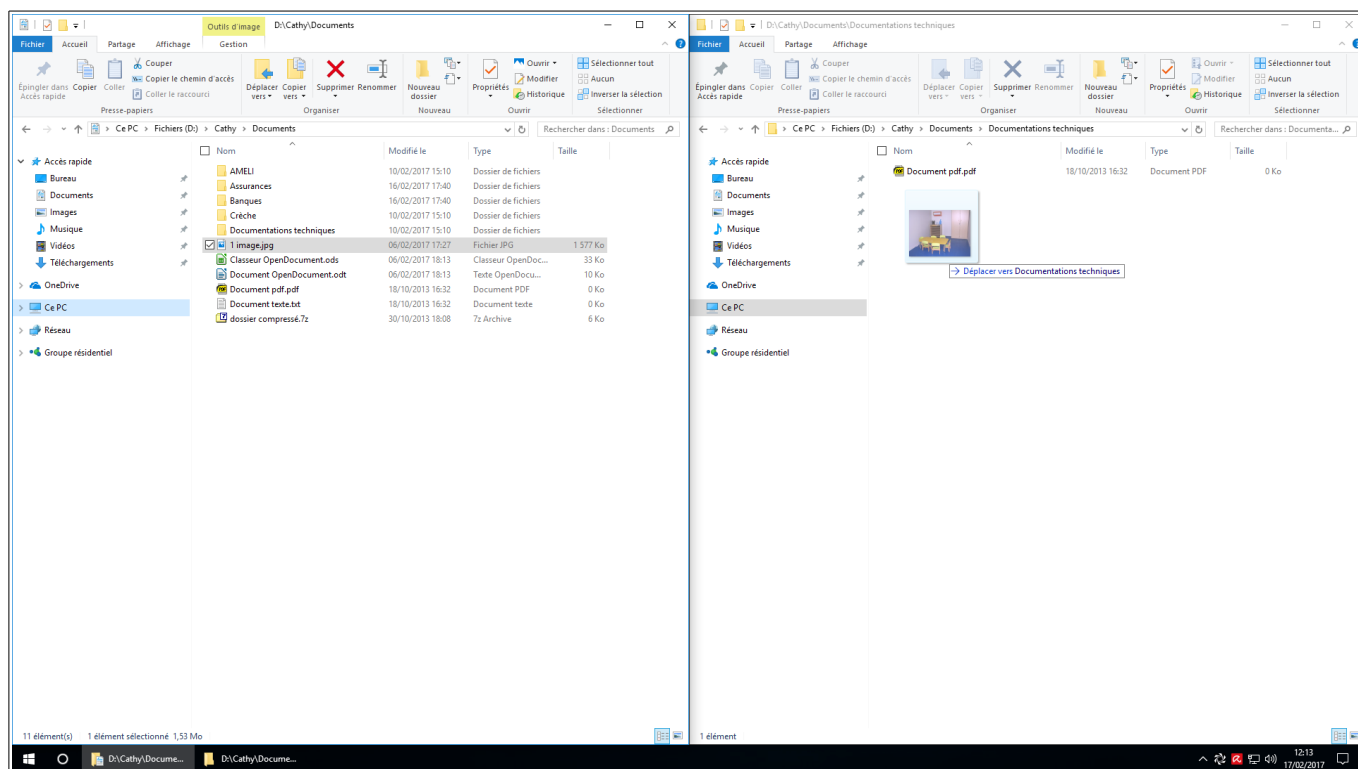 Outils d'image D:\Cathy\Documents
Fichier Accueil Partage Affichage Gestion
Épingler dans Accès rapide
Copier
Coller
Couper
Copier le chemin d'accès
Coller le raccourci
Déplacer vers
Copier vers
Supprimer
Renommer
Nouveau dossier
Propriétés
Ouvrir
Modifier
Historique
Sélectionner tout
Aucun
Inverser la sélection
Presse-papiers Organiser Nouveau Ouvrir Sélectionner
Ce PC > Fichiers (D:) > Cathy > Documents
Rechercher dans : Documents
Accès rapide
Bureau
Documents
Images
Musique
Vidéos
Téléchargements
OneDrive
Ce PC
Réseau
Groupe résidentiel
Nom Modifié le Type Taille
AMELI 10/02/2017 15:10 Dossier de fichiers
Assurances 16/02/2017 17:40 Dossier de fichiers
Banques 16/02/2017 17:40 Dossier de fichiers
Crèche 10/02/2017 15:10 Dossier de fichiers
Documentations techniques 10/02/2017 15:10 Dossier de fichiers
1 image.jpg 06/02/2017 17:27 Fichier JPG 1 577 Ko
Classeur OpenDocument.ods 06/02/2017 18:13 Classeur OpenDoc... 33 Ko
Document OpenDocument.odt 06/02/2017 18:13 Texte OpenDocu... 10 Ko
Document pdf.pdf 18/10/2013 16:32 Document PDF 0 Ko
Document texte.txt 18/10/2013 16:32 Document texte 0 Ko
dossier compressé.7z 30/10/2013 18:08 7z Archive 6 Ko
11 élément(s) 1 élément sélectionné 1,53 Mo
D:\Cathy\Documents\Documentations techniques
Fichier Accueil Partage Affichage
Épingler dans Accès rapide
Copier
Coller
Couper
Copier le chemin d'accès
Coller le raccourci
Déplacer vers
Copier vers
Supprimer
Renommer
Nouveau dossier
Propriétés
Ouvrir
Modifier
Historique
Sélectionner tout
Aucun
Inverser la sélection
Presse-papiers Organiser Nouveau Ouvrir Sélectionner
Ce PC > Fichiers (D:) > Cathy > Documents > Documentations techniques
Rechercher dans : Documenta...
Accès rapide
Bureau
Documents
Images
Musique
Vidéos
Téléchargements
OneDrive
Ce PC
Réseau
Groupe résidentiel
Nom Modifié le Type Taille
Document pdf.pdf 18/10/2013 16:32 Document PDF 0 Ko
→ Déplacer vers Documentations techniques
1 élément
D:\Cathy\Docume...
D:\Cathy\Docume...
12:13
17/02/2017